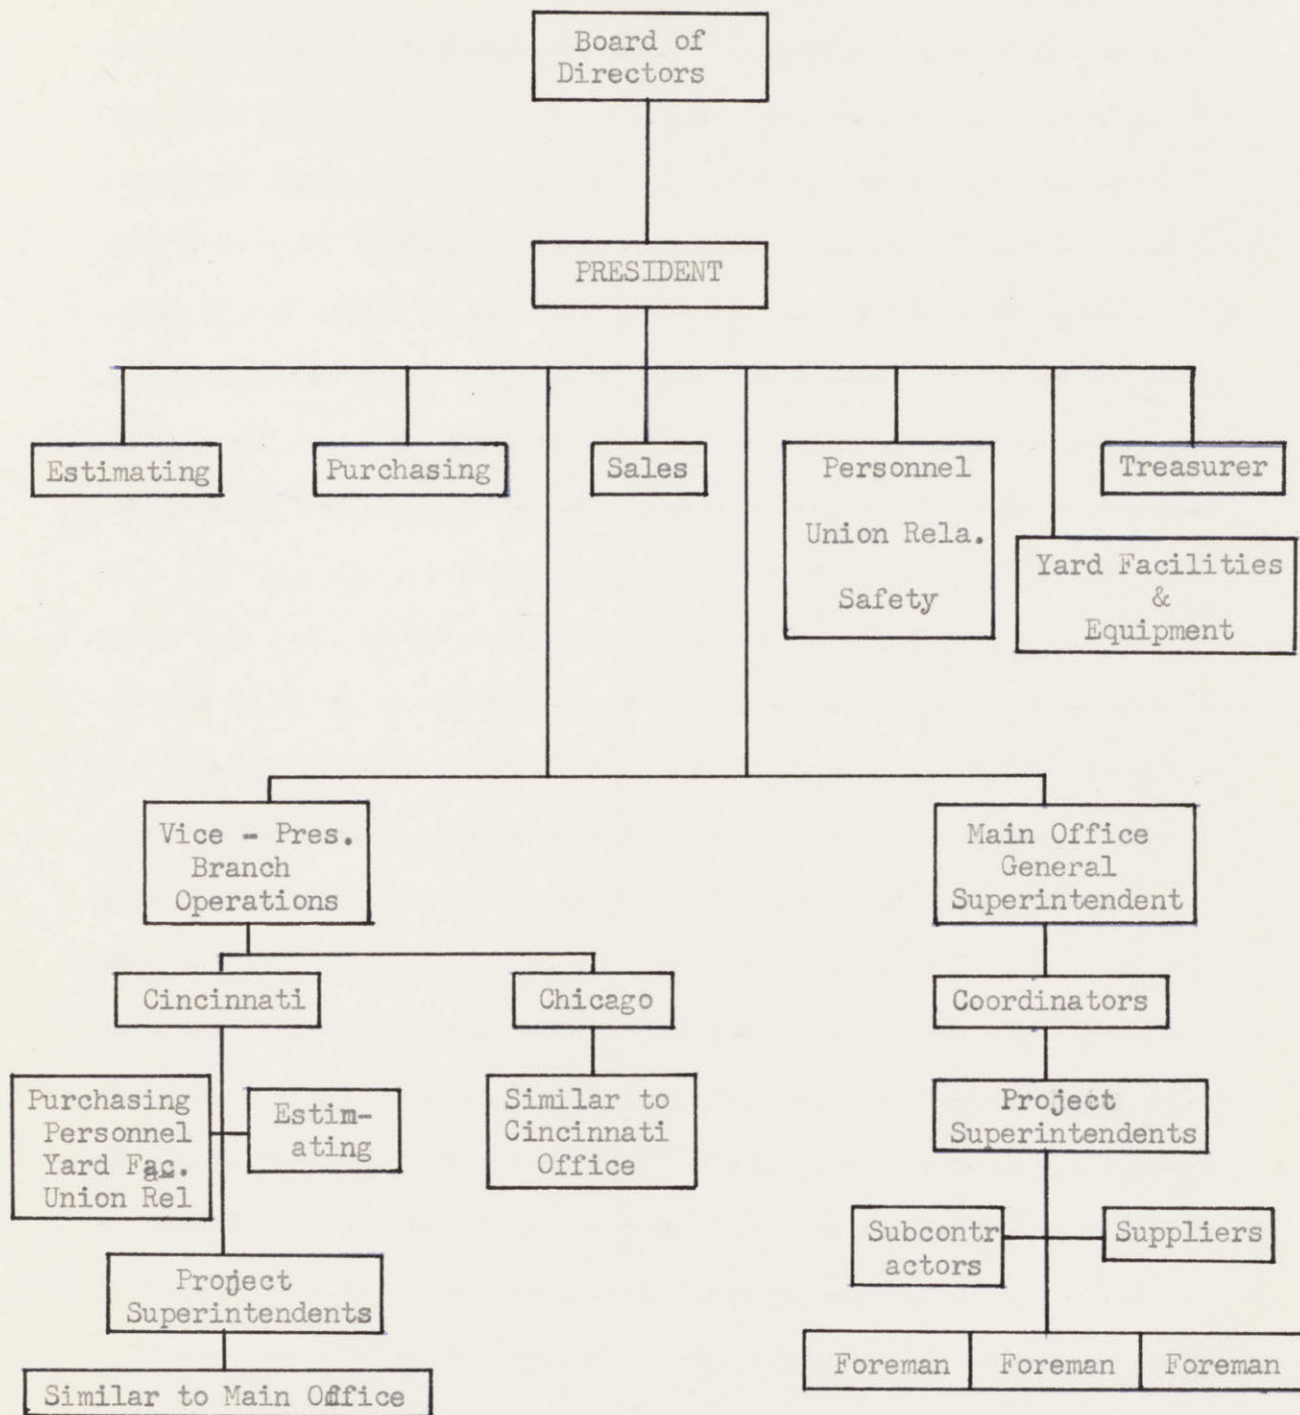 Board of
Directors
PRESIDENT
Estimating
Purchasing
Sales
Personnel
Union Rela.
Safety
Treasurer
Yard Facilities
&
Equipment
Vice - Pres.
Branch
Operations
Main Office
General
Superintendent
Cincinnati
Chicago
Coordinators
Purchasing
Personnel
Yard Fac.
Union Rel
Estim-
ating
Similar to
Cincinnati
Office
Project
Superintendents
Subcontr
actors
Suppliers
Project
Superintendents
Foreman
Foreman
Foreman
Similar to Main Office